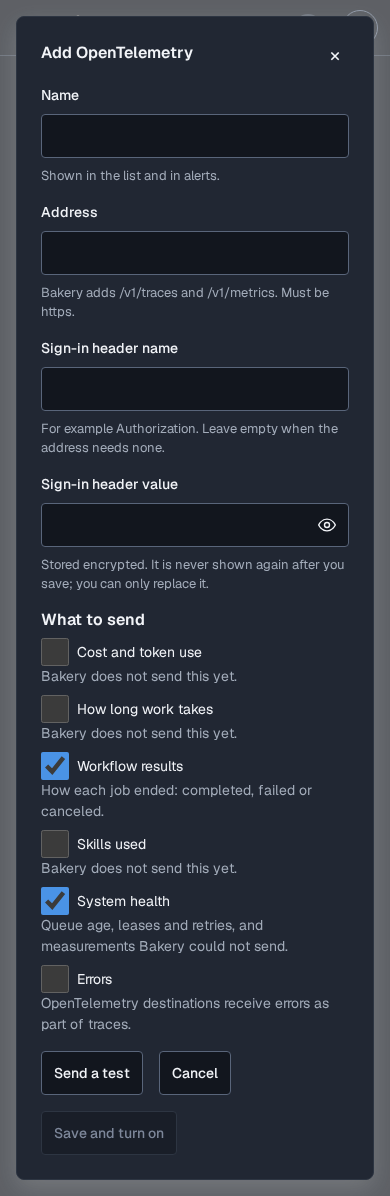 Add OpenTelemetry
Name
Shown in the list and in alerts.
Address
Bakery adds /v1/traces and /v1/metrics. Must be
https.
Sign-in header name
For example Authorization. Leave empty when the
address needs none.
Sign-in header value
Stored encrypted. It is never shown again after you
save; you can only replace it.
What to send
Cost and token use
Bakery does not send this yet.
How long work takes
Bakery does not send this yet.
Workflow results
How each job ended: completed, failed or
canceled.
Skills used
Bakery does not send this yet.
System health
Queue age, leases and retries, and
measurements Bakery could not send.
Errors
OpenTelemetry destinations receive errors as
part of traces.
Send a test
Cancel
Save and turn on